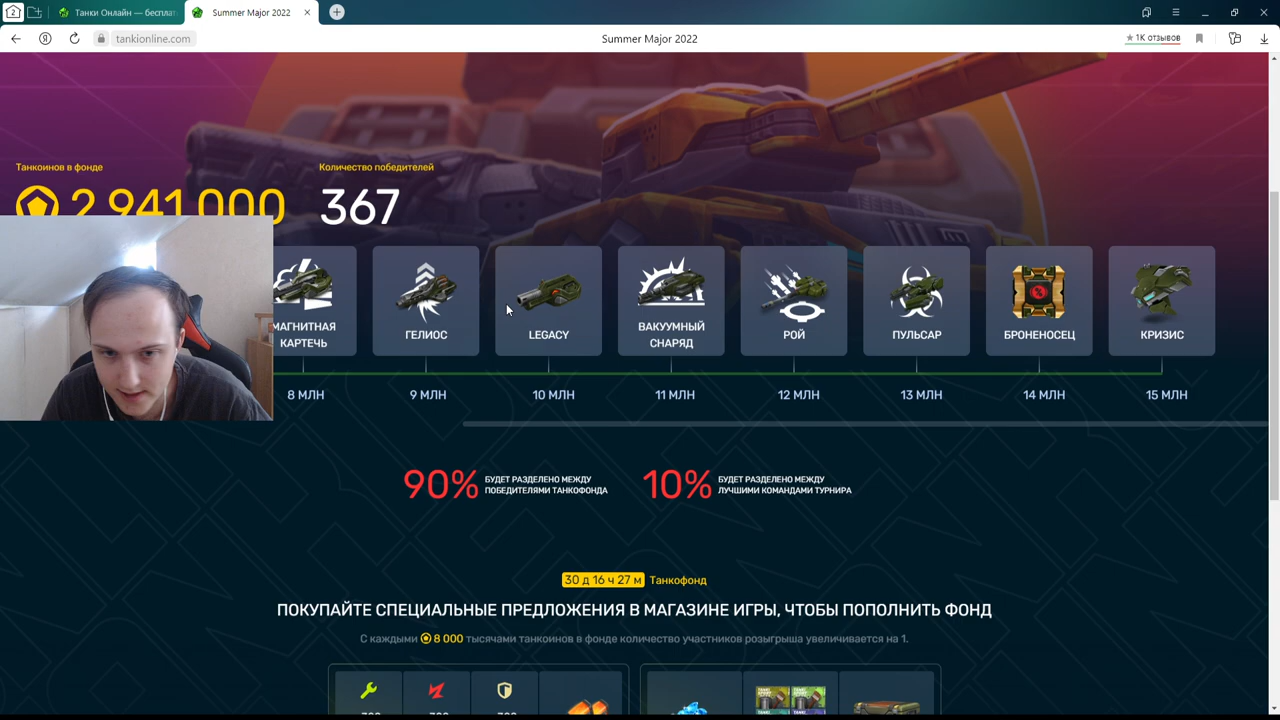 2
Танки Онлайн — бесплат
Summer Major 2022
tankionline.com
Summer Major 2022
★ 1K отзывов
Танкоинов в фонде
Количество победителей
2 941 000
367
МАГНИТНАЯ
КАРТЕЧЬ
ГЕЛИОС
LEGACY
ВАКУУМНЫЙ
СНАРЯД
РОЙ
ПУЛЬСАР
БРОНЕНОСЕЦ
КРИЗИС
8 МЛН
9 МЛН
10 МЛН
11 МЛН
12 МЛН
13 МЛН
14 МЛН
15 МЛН
90% БУДЕТ РАЗДЕЛЕНО МЕЖДУ
ПОБЕДИТЕЛЯМИ ТАНКОФОНДА
10% БУДЕТ РАЗДЕЛЕНО МЕЖДУ
ЛУЧШИМИ КОМАНДАМИ ТУРНИРА
30 д 16 ч 27 м Танкофонд
ПОКУПАЙТЕ СПЕЦИАЛЬНЫЕ ПРЕДЛОЖЕНИЯ В МАГАЗИНЕ ИГРЫ, ЧТОБЫ ПОПОЛНИТЬ ФОНД
С каждыми 8 000 тысячами танкоинов в фонде количество участников розыгрыша увеличивается на 1.